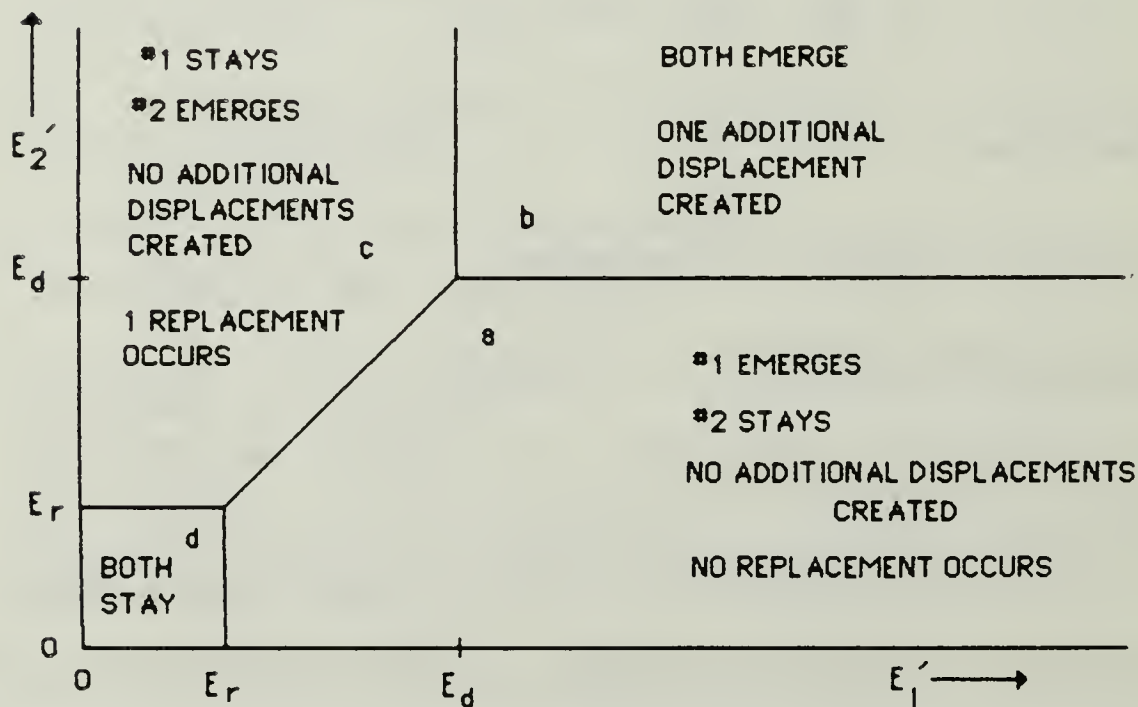 #1 STAYS
#2 EMERGES
NO ADDITIONAL
DISPLACEMENTS
CREATED
c
1 REPLACEMENT
OCCURS
BOTH EMERGE
ONE ADDITIONAL
DISPLACEMENT
CREATED
b
a
#1 EMERGES
#2 STAYS
NO ADDITIONAL DISPLACEMENTS
CREATED
NO REPLACEMENT OCCURS
d
BOTH
STAY
E2′
Ed
Er
0
0 Er Ed E1′